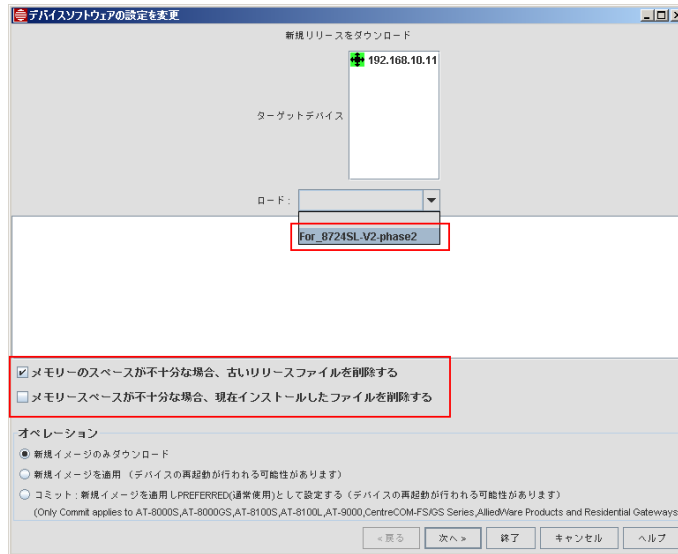 デバイスソフトウェアの設定を変更
新規リリースをダウンロード
192.168.10.11
ターゲットデバイス
ロード:
For_8724SL-V2-phase2
メモリーのスペースが不十分な場合、古いリリースファイルを削除する
メモリースペースが不十分な場合、現在インストールしたファイルを削除する
オペレーション
新規イメージのみダウンロード
新規イメージを適用 (デバイスの再起動が行われる可能性があります)
コミット:新規イメージを適用しPREFERRED(通常使用)として設定する (デバイスの再起動が行われる可能性があります)
(Only Commit applies to AT-8000S,AT-8000GS,AT-8100S,AT-8100L,AT-9000,CentreCOM-FS/GS Series,AlliedWare Products and Residential Gateways
«戻る 次へ» 終了 キャンセル ヘルプ